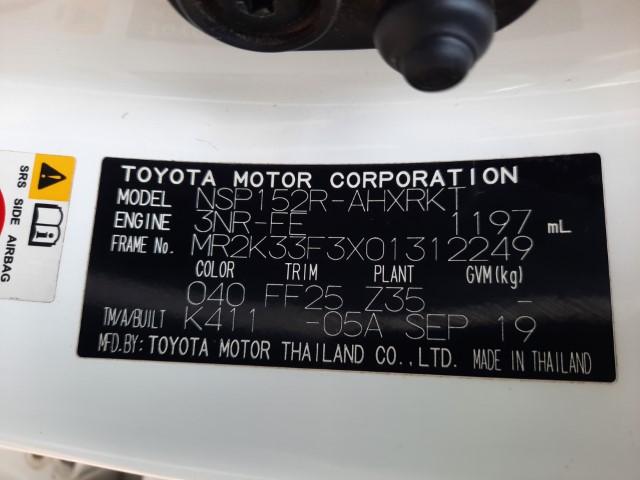 SRS SIDE AIRBAG
TOYOTA MOTOR CORPORATION
MODEL NSP152R-AHXRKT
ENGINE 3NR-FE 1197 mL
FRAME No. MR2K33F3X01312249
COLOR TRIM PLANT GVM(kg)
040 FF25 Z35 -
TM/A/BUILT K411 -05A SEP 19
MFD.BY: TOYOTA MOTOR THAILAND CO.,LTD. MADE IN THAILAND